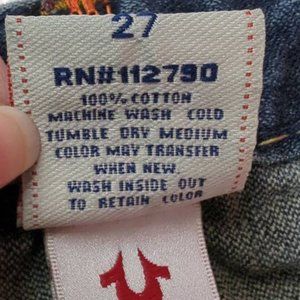 27
RN#112790
100% COTTON
MACHINE WASH COLD
TUMBLE DRY MEDIUM
COLOR MAY TRANSFER
WHEN NEW.
WASH INSIDE OUT
TO RETAIN COLOR